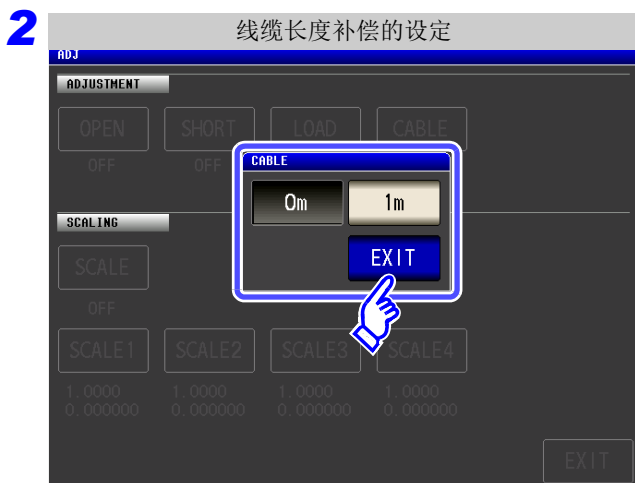 2
线缆长度补偿的设定
ADJ
ADJUSTMENT
OPEN SHORT LOAD CABLE
OFF OFF
CABLE
0m 1m
EXIT
SCALING
SCALE
OFF
SCALE1 SCALE2 SCALE3 SCALE4
1.0000 1.0000 1.0000 1.0000
0.000000 0.000000 0.000000 0.000000
EXIT